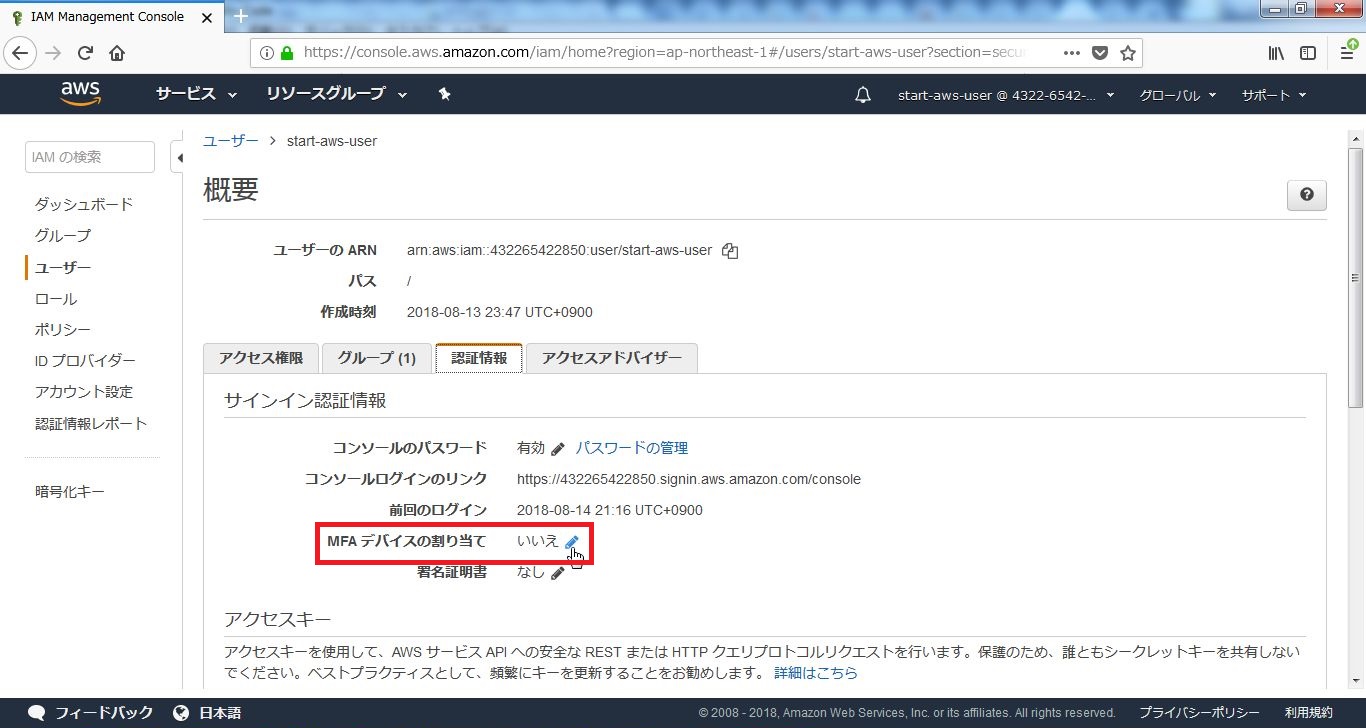 IAM Management Console
https://console.aws.amazon.com/iam/home?region=ap-northeast-1#/users/start-aws-user?section=secur
aws サービス リソースグループ start-aws-user @ 4322-6542-... グローバル サポート
IAM の検索
ダッシュボード
グループ
ユーザー
ロール
ポリシー
ID プロバイダー
アカウント設定
認証情報レポート
暗号化キー
ユーザー > start-aws-user
概要
ユーザーの ARN arn:aws:iam::432265422850:user/start-aws-user
パス /
作成時刻 2018-08-13 23:47 UTC+0900
アクセス権限 グループ (1) 認証情報 アクセスアドバイザー
サインイン認証情報
コンソールのパスワード 有効 パスワードの管理
コンソールログインのリンク https://432265422850.signin.aws.amazon.com/console
前回のログイン 2018-08-14 21:16 UTC+0900
MFA デバイスの割り当て いいえ
署名証明書 なし
アクセスキー
アクセスキーを使用して、AWS サービス API への安全な REST または HTTP クエリプロトコルリクエストを行います。保護のため、誰ともシークレットキーを共有しない
でください。ベストプラクティスとして、頻繁にキーを更新することをお勧めします。 詳細はこちら
フィードバック 日本語 © 2008 - 2018, Amazon Web Services, Inc. or its affiliates. All rights reserved. プライバシーポリシー 利用規約